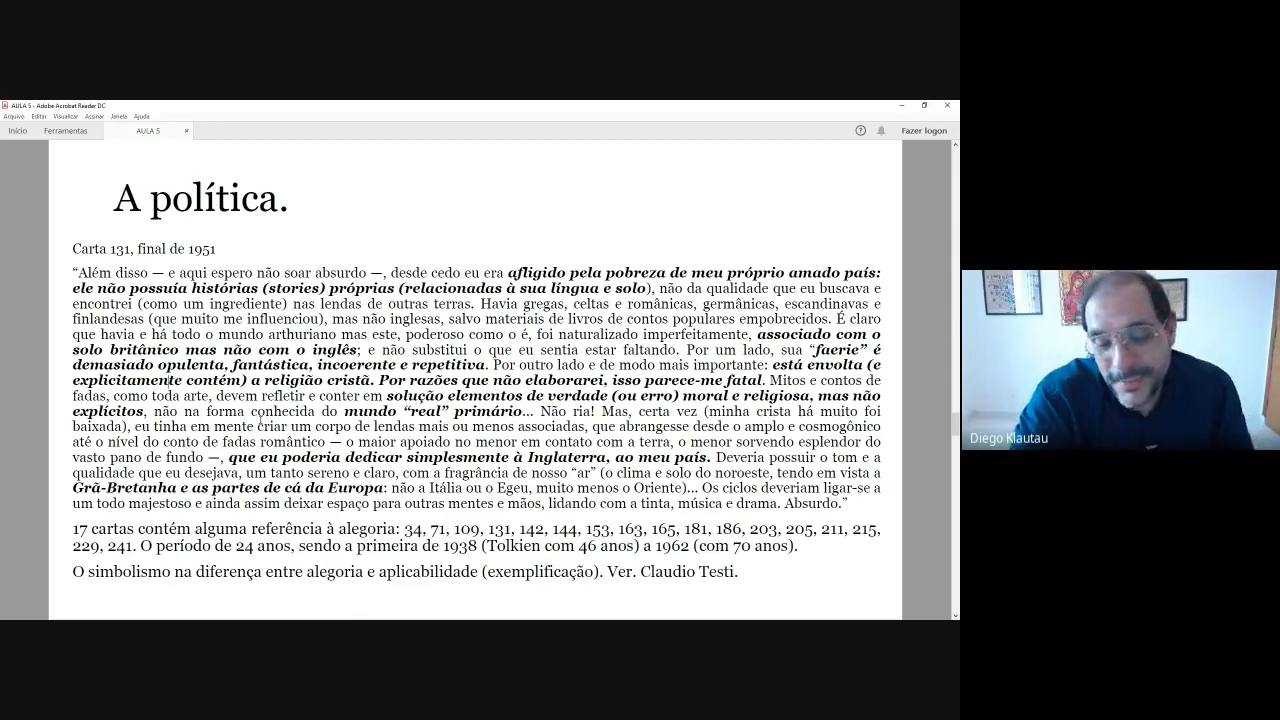 AULA 5 - Adobe Acrobat Reader DC
Arquivo Editar Visualizar Assinar Janela Ajuda
Início Ferramentas AULA 5 × Fazer logon
A política.
Carta 131, final de 1951
“Além disso — e aqui espero não soar absurdo —, desde cedo eu era afligido pela pobreza de meu próprio amado país:
ele não possuía histórias (stories) próprias (relacionadas à sua língua e solo), não da qualidade que eu buscava e
encontrei (como um ingrediente) nas lendas de outras terras. Havia gregas, celtas e românicas, germânicas, escandinavas e
finlandesas (que muito me influenciou), mas não inglesas, salvo materiais de livros de contos populares empobrecidos. É claro
que havia e há todo o mundo arthuriano mas este, poderoso como o é, foi naturalizado imperfeitamente, associado com o
solo britânico mas não com o inglês; e não substitui o que eu sentia estar faltando. Por um lado, sua “faerie” é
demasiado opulenta, fantástica, incoerente e repetitiva. Por outro lado e de modo mais importante: está envolta (e
explicitamente contém) a religião cristã. Por razões que não elaborarei, isso parece-me fatal. Mitos e contos de
fadas, como toda arte, devem refletir e conter em solução elementos de verdade (ou erro) moral e religiosa, mas não
explícitos, não na forma conhecida do mundo “real” primário... Não ria! Mas, certa vez (minha crista há muito foi
baixada), eu tinha em mente criar um corpo de lendas mais ou menos associadas, que abrangesse desde o amplo e cosmogônico
até o nível do conto de fadas romântico — o maior apoiado no menor em contato com a terra, o menor sorvendo esplendor do
vasto pano de fundo —, que eu poderia dedicar simplesmente à Inglaterra, ao meu país. Deveria possuir o tom e a
qualidade que eu desejava, um tanto sereno e claro, com a fragrância de nosso “ar” (o clima e solo do noroeste, tendo em vista a
Grã-Bretanha e as partes de cá da Europa: não a Itália ou o Egeu, muito menos o Oriente)... Os ciclos deveriam ligar-se a
um todo majestoso e ainda assim deixar espaço para outras mentes e mãos, lidando com a tinta, música e drama. Absurdo.”
17 cartas contém alguma referência à alegoria: 34, 71, 109, 131, 142, 144, 153, 163, 165, 181, 186, 203, 205, 211, 215,
229, 241. O período de 24 anos, sendo a primeira de 1938 (Tolkien com 46 anos) a 1962 (com 70 anos).
O simbolismo na diferença entre alegoria e aplicabilidade (exemplificação). Ver. Claudio Testi.
Diego Klautau